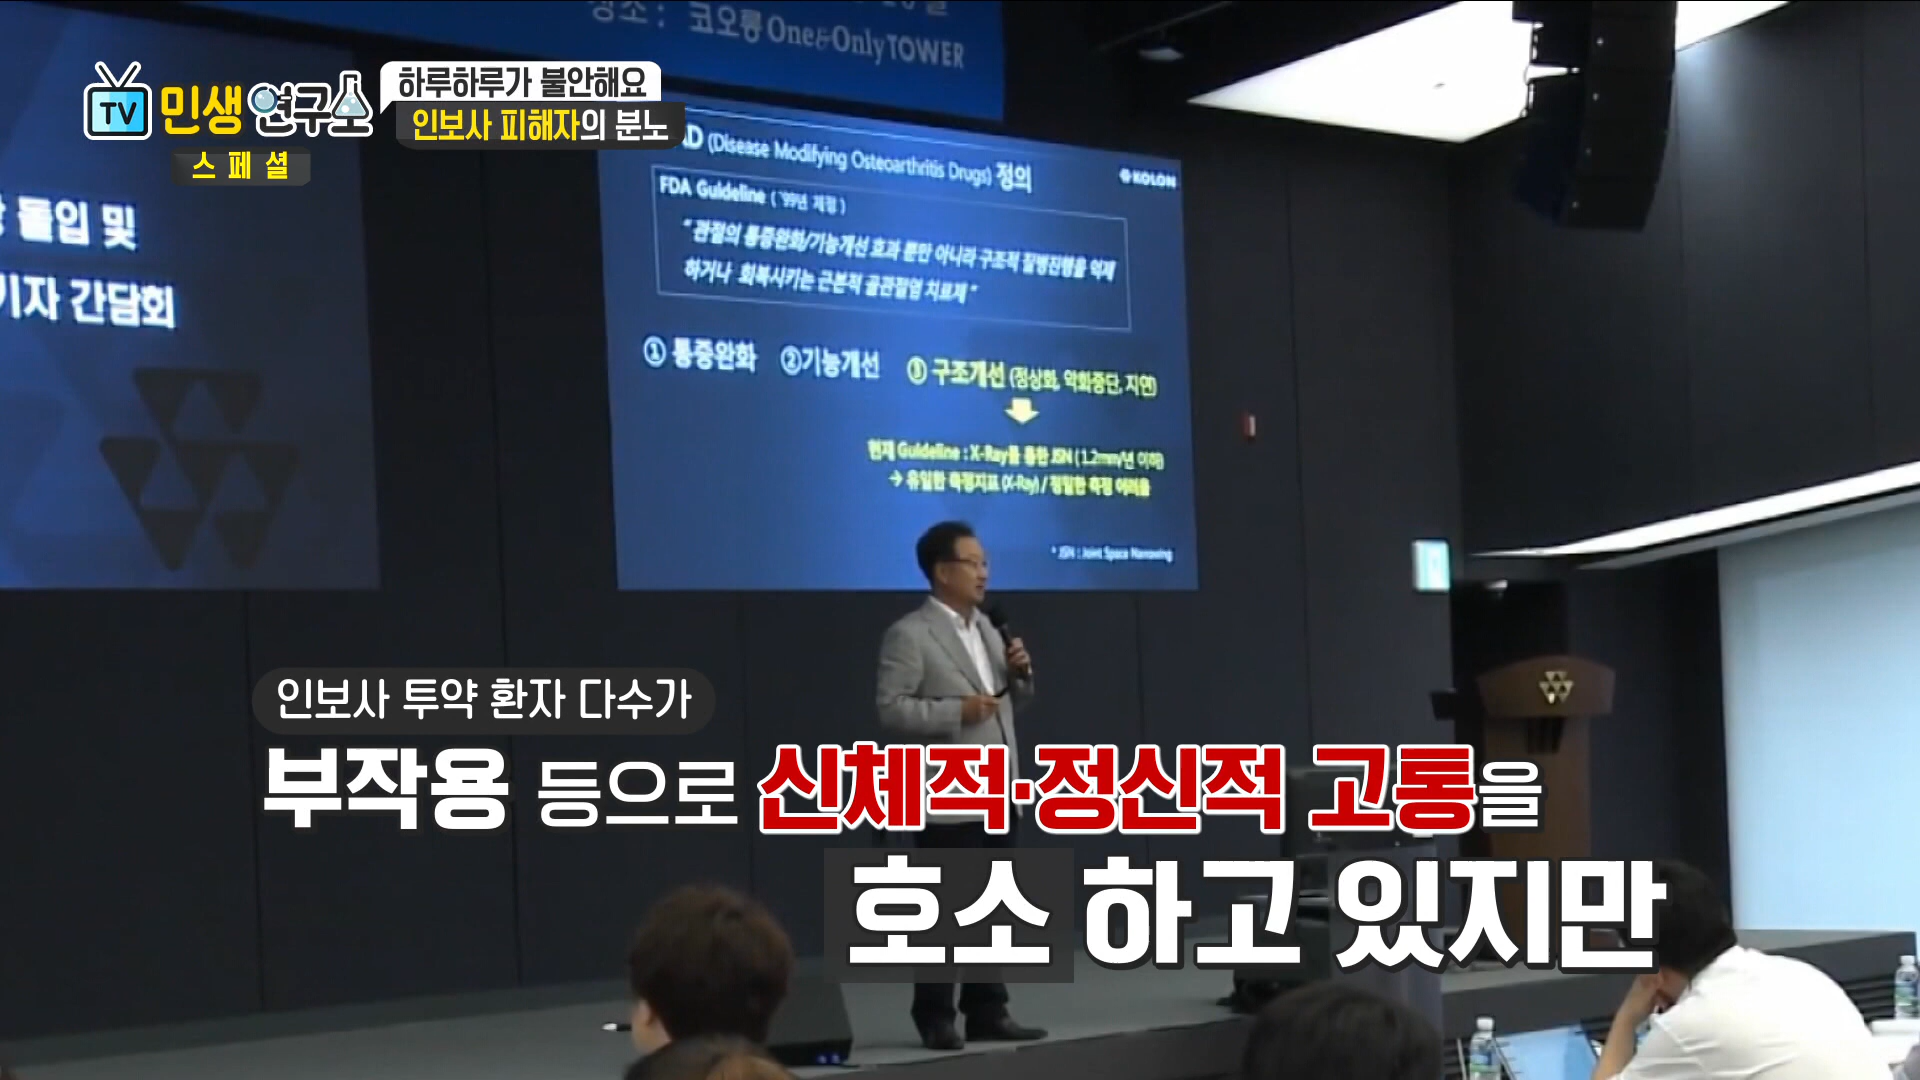 장소 : 코오롱 One&Only TOWER
TV 민생 연구소
스페셜
하루하루가 불안해요
인보사 피해자의 분노
돌입 및
기자 간담회
AD (Disease Modifying Osteoarthritis Drugs) 정의
KOLON
FDA Guideline ( '99년 제정 )
“ 관절의 통증완화/기능개선 효과 뿐만 아니라 구조적 질병진행을 억제
하거나 회복시키는 근본적 골관절염 치료제 ”
① 통증완화 ②기능개선 ③ 구조개선 (정상화, 악화중단, 지연)
현재 Guideline : X-Ray를 통한 JSN ( 1.2mm/년 이하)
→ 유일한 측정지표 (X-Ray) / 정밀한 측정 어려움
* JSN : Joint Space Narrowing
인보사 투약 환자 다수가
부작용 등으로 신체적·정신적 고통을
호소 하고 있지만